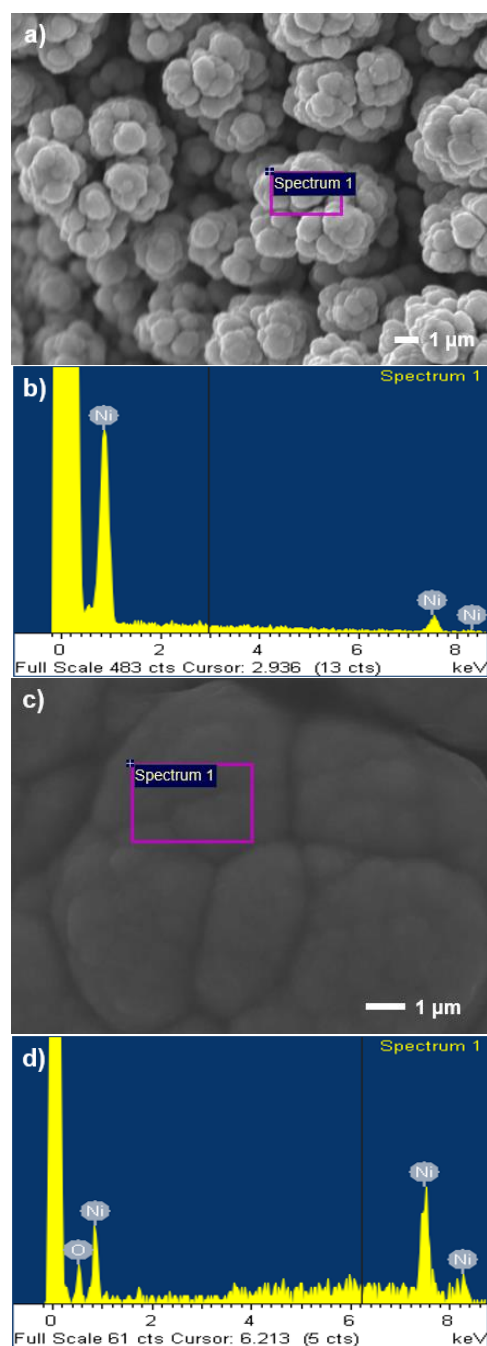 a)
Spectrum 1
1 µm
b)
Spectrum 1
Ni
Ni
Ni
0 2 4 6 8
Full Scale 483 cts Cursor: 2.936 (13 cts) keV
c)
Spectrum 1
1 µm
d)
Spectrum 1
Ni
Ni
O
Ni
0 2 4 6 8
Full Scale 61 cts Cursor: 6.213 (5 cts) keV